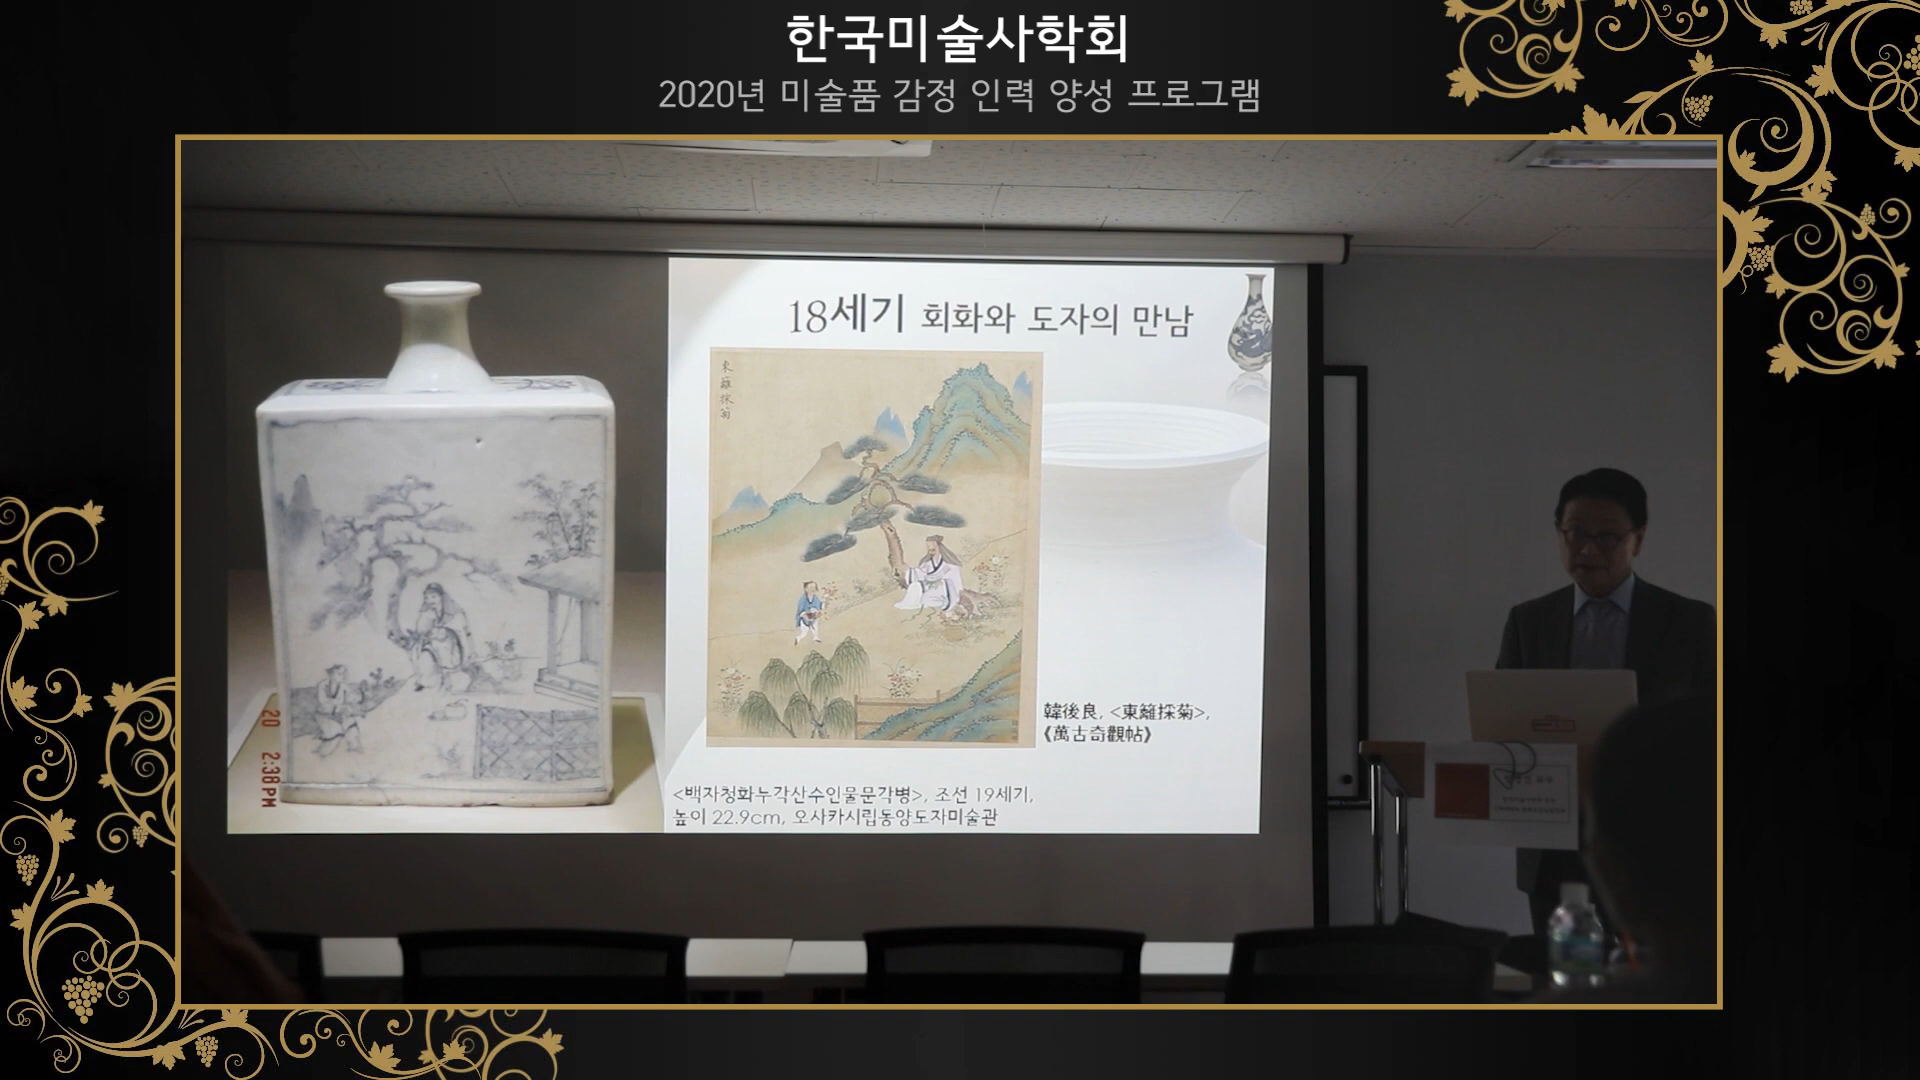 한국미술사학회
2020년 미술품 감정 인력 양성 프로그램
18세기 회화와 도자의 만남
東籬採菊
韓後良, <東籬採菊>,
《萬古奇觀帖》
<백자청화누각산수인물문각병>, 조선 19세기,
높이 22.9cm, 오사카시립동양도자미술관
20 2:38PM